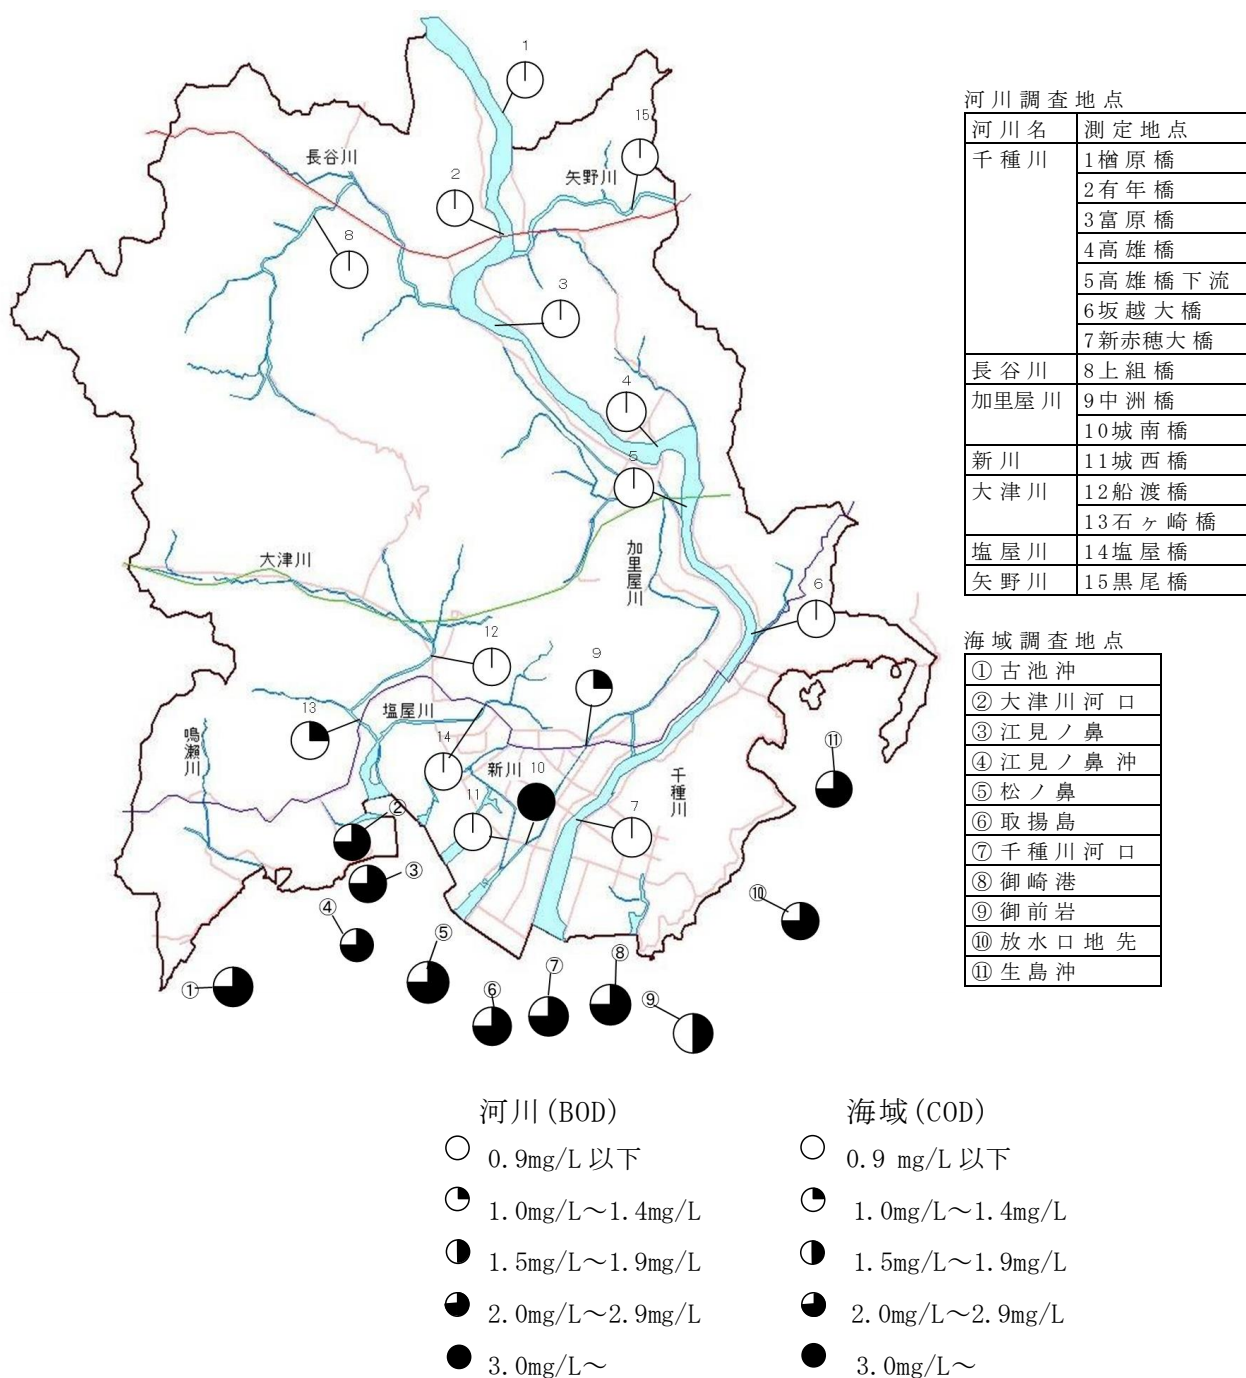 1
15
長谷川
矢野川
2
8
3
4
5
大津川
加里屋川
6
12
9
13
塩屋川
鳴瀬川
14
新川
10
千種川
11
7
②
③
④
⑤
①
⑥
⑦
⑧
⑨
⑩
⑪
河川調査地点
河川名 測定地点
千種川 1楢原橋
2有年橋
3富原橋
4高雄橋
5高雄橋下流
6坂越大橋
7新赤穂大橋
長谷川 8上組橋
加里屋川 9中洲橋
10城南橋
新川 11城西橋
大津川 12船渡橋
13石ヶ崎橋
塩屋川 14塩屋橋
矢野川 15黒尾橋
海域調査地点
①古池沖
②大津川河口
③江見ノ鼻
④江見ノ鼻沖
⑤松ノ鼻
⑥取揚島
⑦千種川河口
⑧御崎港
⑨御前岩
⑩放水口地先
⑪生島沖
河川(BOD)
0.9mg/L以下
1.0mg/L～1.4mg/L
1.5mg/L～1.9mg/L
2.0mg/L～2.9mg/L
3.0mg/L～
海域(COD)
0.9 mg/L以下
1.0mg/L～1.4mg/L
1.5mg/L～1.9mg/L
2.0mg/L～2.9mg/L
3.0mg/L～